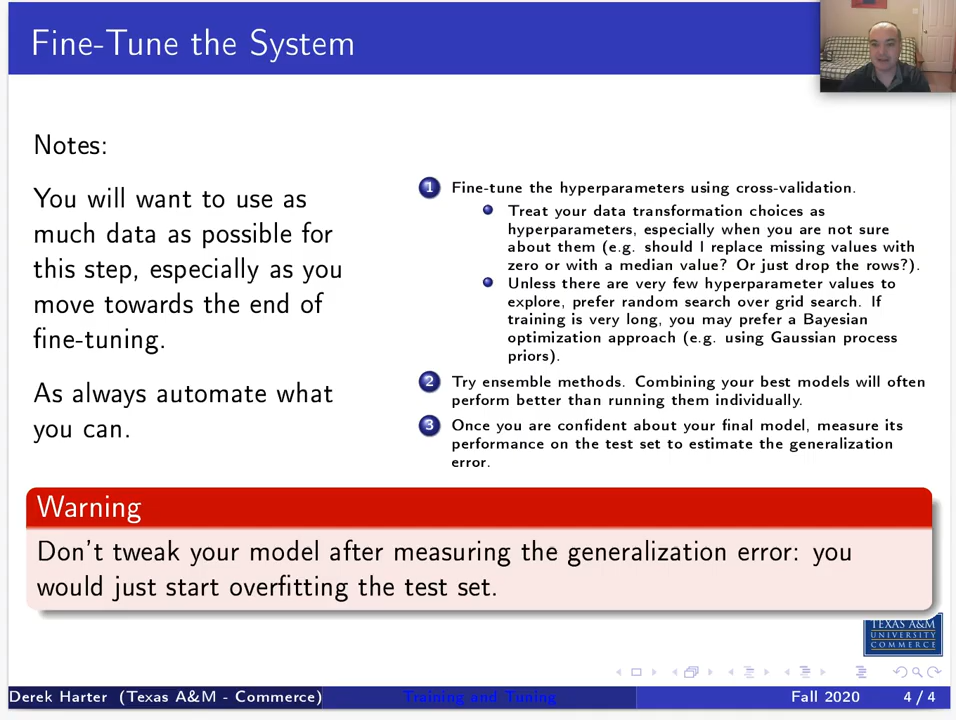 Fine-Tune the System
Notes:
You will want to use as
much data as possible for
this step, especially as you
move towards the end of
fine-tuning.
As always automate what
you can.
1 Fine-tune the hyperparameters using cross-validation.
Treat your data transformation choices as
hyperparameters, especially when you are not sure
about them (e.g. should I replace missing values with
zero or with a median value? Or just drop the rows?).
Unless there are very few hyperparameter values to
explore, prefer random search over grid search. If
training is very long, you may prefer a Bayesian
optimization approach (e.g. using Gaussian process
priors).
2 Try ensemble methods. Combining your best models will often
perform better than running them individually.
3 Once you are confident about your final model, measure its
performance on the test set to estimate the generalization
error.
Warning
Don't tweak your model after measuring the generalization error: you
would just start overfitting the test set.
TEXAS A&M
UNIVERSITY
COMMERCE
Derek Harter (Texas A&M - Commerce) Training and Tuning Fall 2020 4 / 4